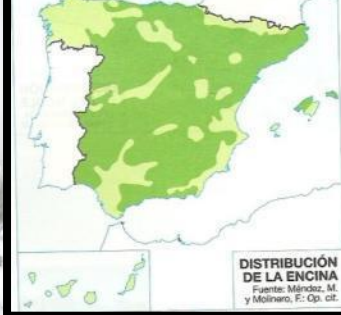 DISTRIBUCIÓN
DE LA ENCINA
Fuente: Méndez, M.
y Molinero, F.: Op. cit.